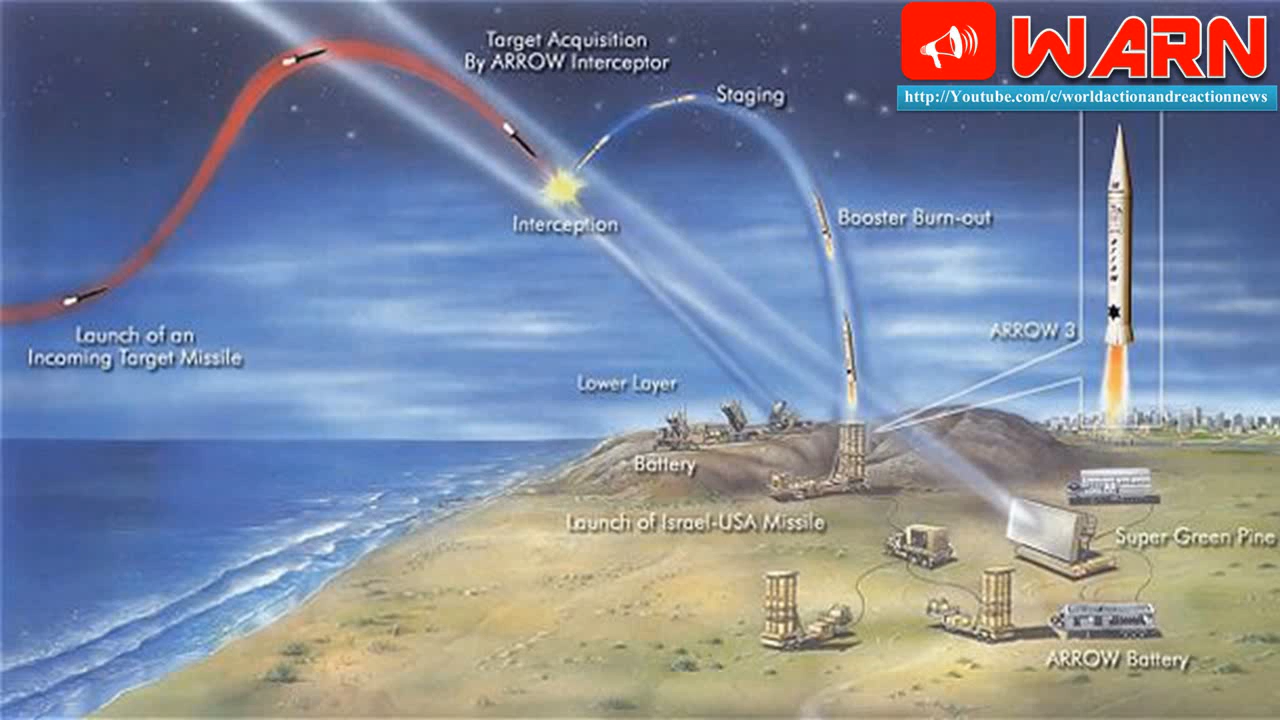 WARN
http://Youtube.com/c/worldactionandreactionnews
Target Acquisition
By ARROW Interceptor
Staging
Interception
Booster Burn-out
Launch of an
Incoming Target Missile
ARROW 3
Lower Layer
Battery
Launch of Israel-USA Missile
Super Green Pine
ARROW Battery